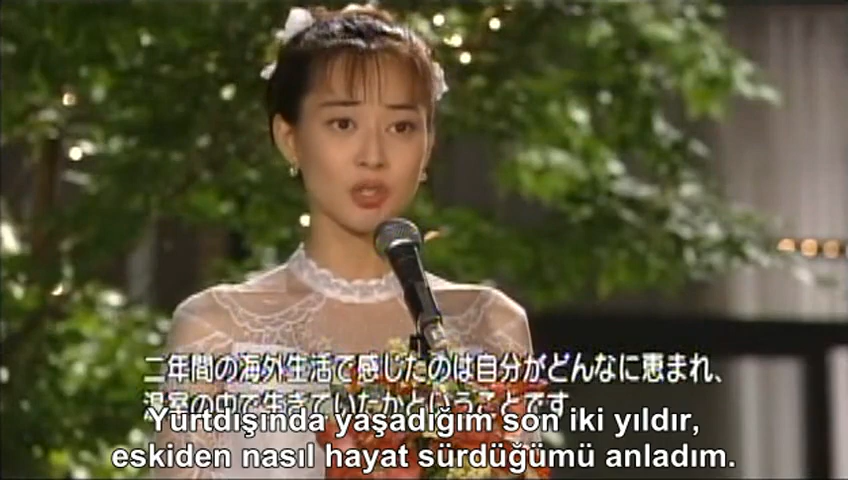 二年間の海外生活で感じたのは自分がどんなに恵まれ、
温室の中で生きていたかということです
Yurtdışında yaşadığım son iki yıldır,
eskiden nasıl hayat sürdüğümü anladım.